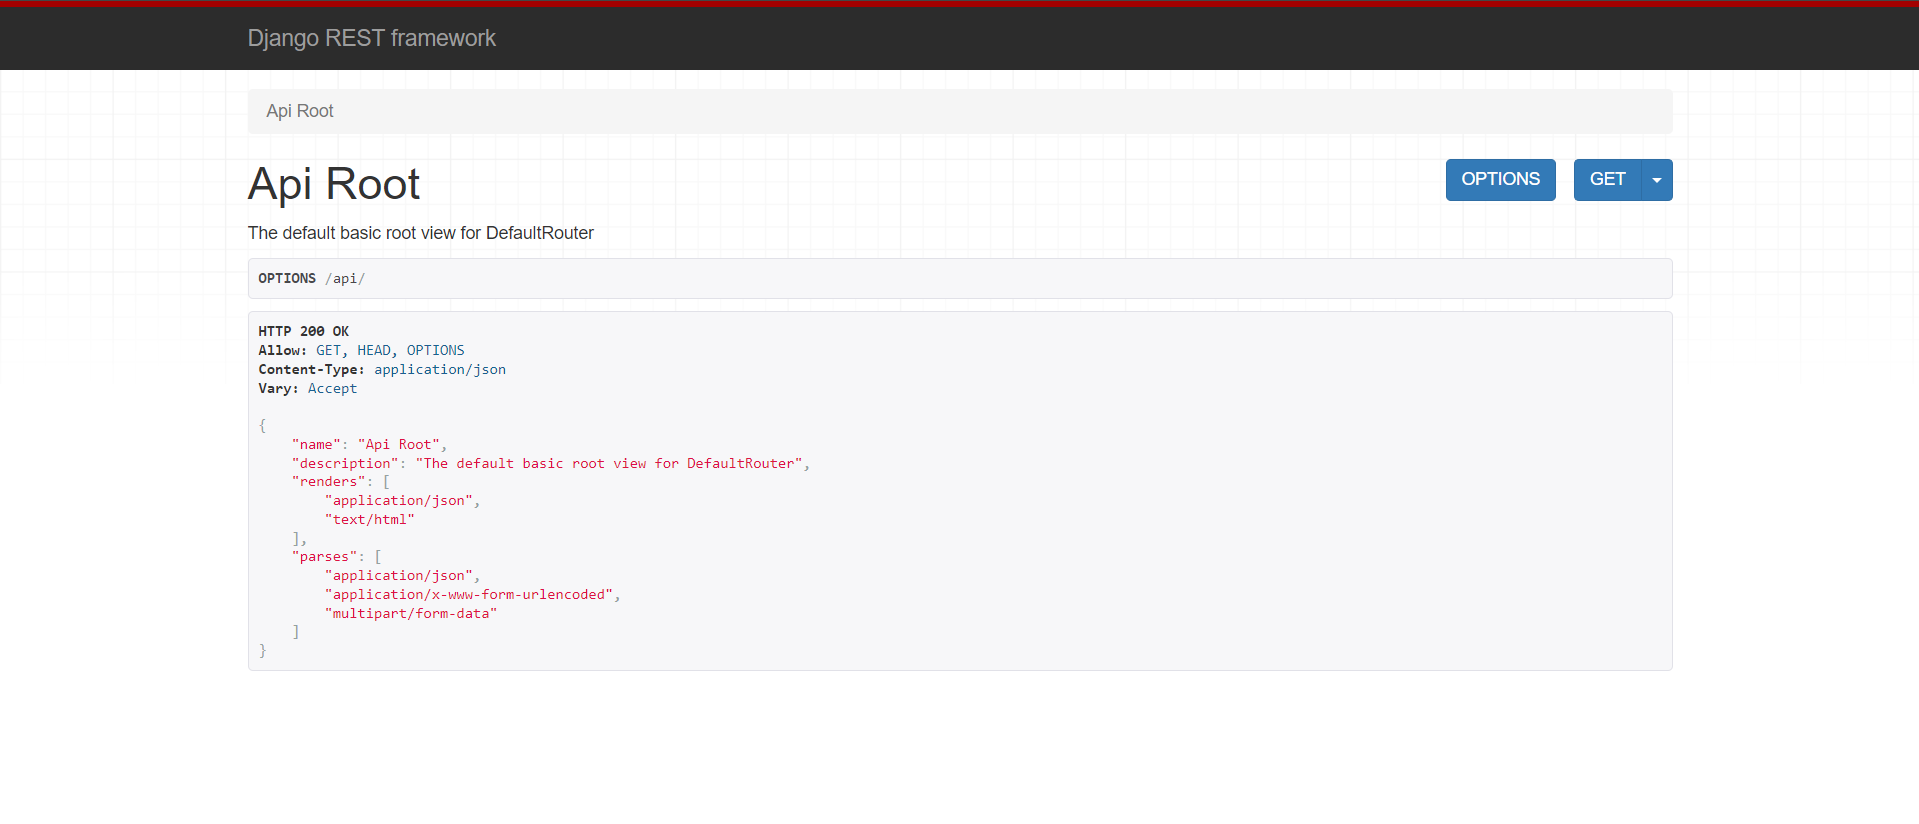 Django REST framework
Api Root
Api Root
OPTIONS
GET
The default basic root view for DefaultRouter
OPTIONS /api/
HTTP 200 OK
Allow: GET, HEAD, OPTIONS
Content-Type: application/json
Vary: Accept
{
    "name": "Api Root",
    "description": "The default basic root view for DefaultRouter",
    "renders": [
        "application/json",
        "text/html"
    ],
    "parses": [
        "application/json",
        "application/x-www-form-urlencoded",
        "multipart/form-data"
    ]
}